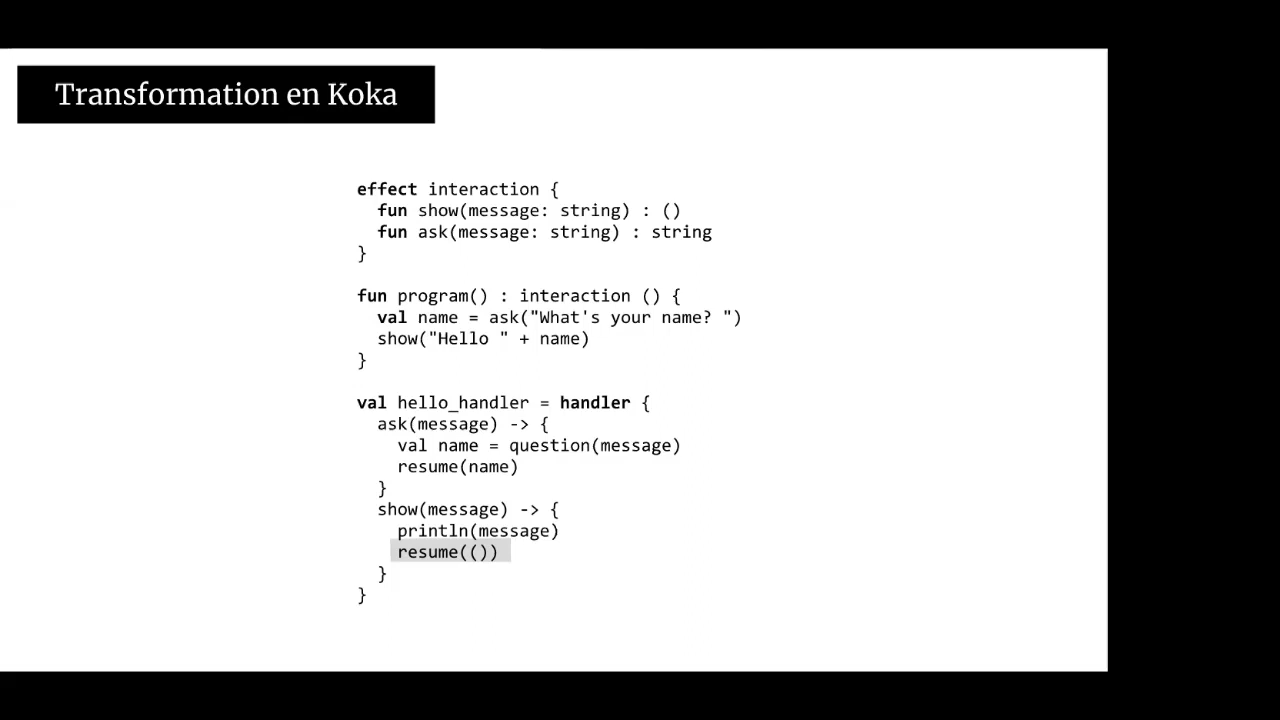 Transformation en Koka
effect interaction {
fun show(message: string) : ()
fun ask(message: string) : string
}
fun program() : interaction () {
val name = ask("What's your name? ")
show("Hello " + name)
}
val hello_handler = handler {
ask(message) -> {
val name = question(message)
resume(name)
}
show(message) -> {
println(message)
resume(())
}
}